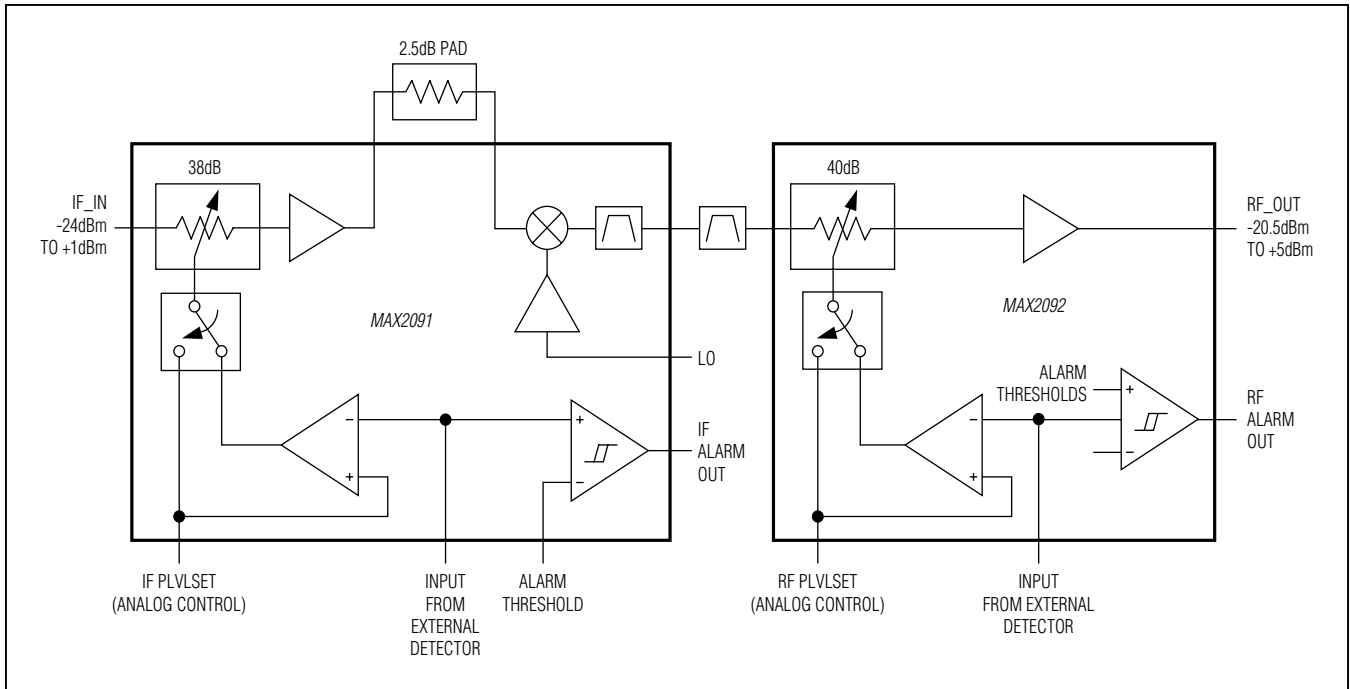 2.5dB PAD
38dB
IF_IN
-24dBm
TO +1dBm
MAX2091
LO
-
+
+
-
IF
ALARM
OUT
IF PLVLSET
(ANALOG CONTROL)
INPUT
FROM
EXTERNAL
DETECTOR
ALARM
THRESHOLD
40dB
RF_OUT
-20.5dBm
TO +5dBm
MAX2092
ALARM
THRESHOLDS
-
+
+
-
RF
ALARM
OUT
RF PLVLSET
(ANALOG CONTROL)
INPUT
FROM EXTERNAL
DETECTOR